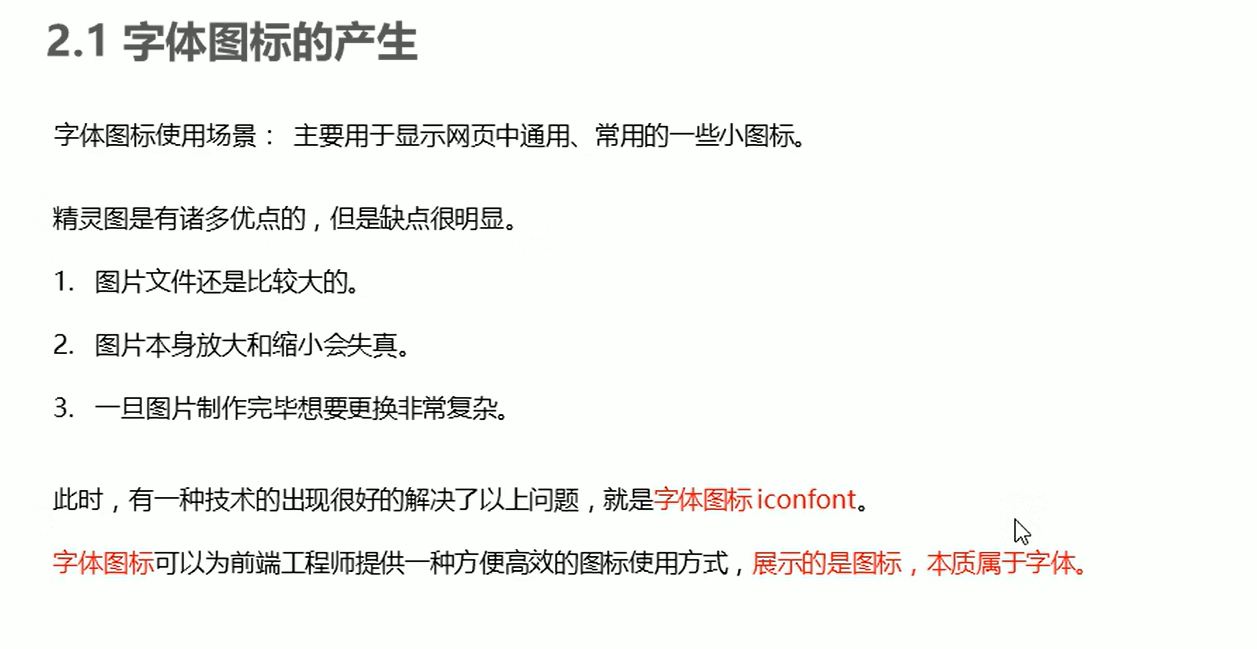 2.1 字体图标的产生
字体图标使用场景： 主要用于显示网页中通用、常用的一些小图标。
精灵图是有诸多优点的，但是缺点很明显。
1. 图片文件还是比较大的。
2. 图片本身放大和缩小会失真。
3. 一旦图片制作完毕想要更换非常复杂。
此时，有一种技术的出现很好的解决了以上问题，就是字体图标 iconfont。
字体图标可以为前端工程师提供一种方便高效的图标使用方式，展示的是图标，本质属于字体。